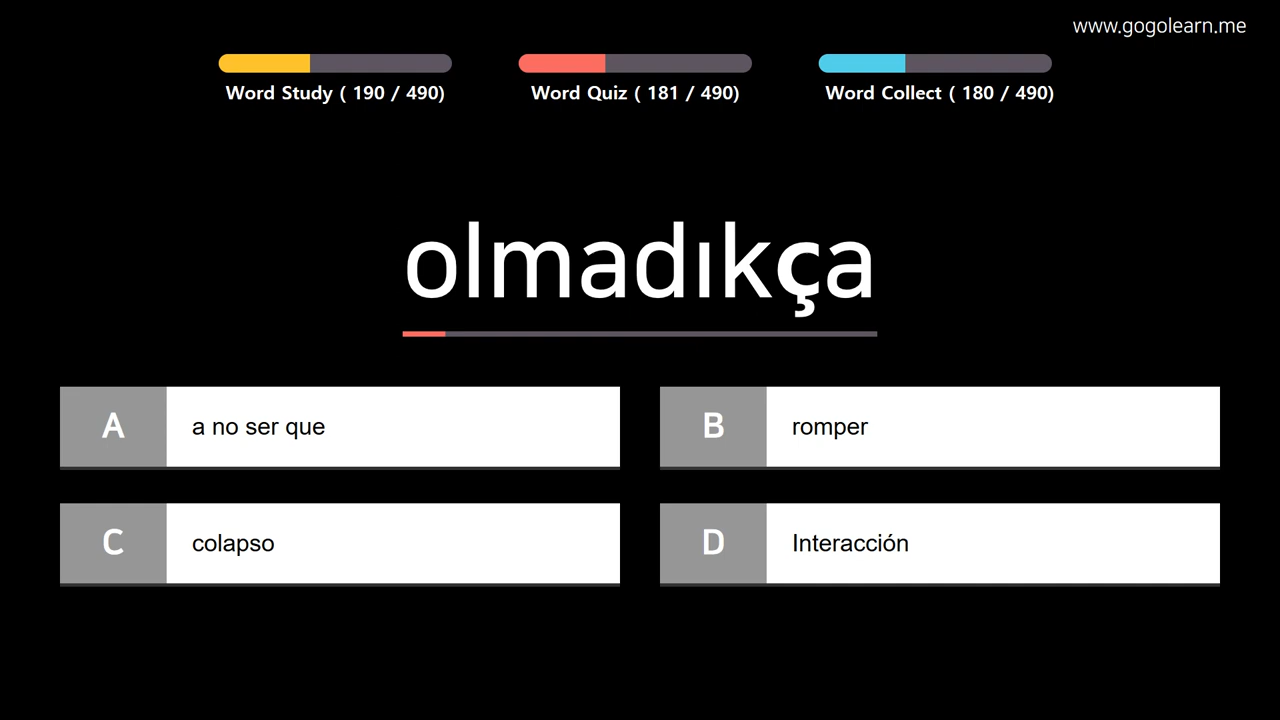 www.gogolearn.me
Word Study ( 190 / 490)
Word Quiz ( 181 / 490)
Word Collect ( 180 / 490)
olmadıkça
A
a no ser que
B
romper
C
colapso
D
Interacción